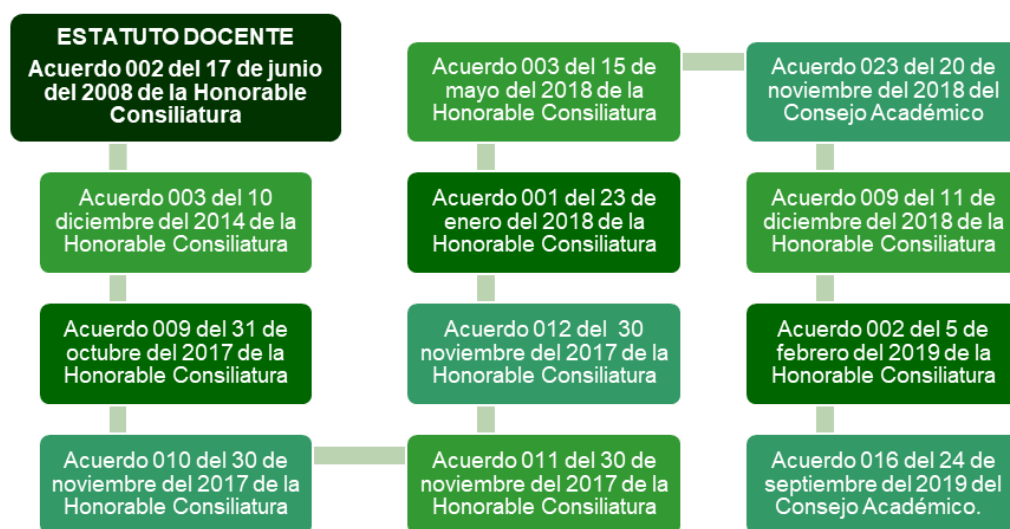 ESTATUTO DOCENTE
Acuerdo 002 del 17 de junio
del 2008 de la Honorable
Consiliatura
Acuerdo 003 del 10
diciembre del 2014 de la
Honorable Consiliatura
Acuerdo 009 del 31 de
octubre del 2017 de la
Honorable Consiliatura
Acuerdo 010 del 30 de
noviembre del 2017 de la
Honorable Consiliatura
Acuerdo 011 del 30 de
noviembre del 2017 de la
Honorable Consiliatura
Acuerdo 012 del 30
noviembre del 2017 de la
Honorable Consiliatura
Acuerdo 001 del 23 de
enero del 2018 de la
Honorable Consiliatura
Acuerdo 003 del 15 de
mayo del 2018 de la
Honorable Consiliatura
Acuerdo 023 del 20 de
noviembre del 2018 del
Consejo Académico
Acuerdo 009 del 11 de
diciembre del 2018 de la
Honorable Consiliatura
Acuerdo 002 del 5 de
febrero del 2019 de la
Honorable Consiliatura
Acuerdo 016 del 24 de
septiembre del 2019 del
Consejo Académico.